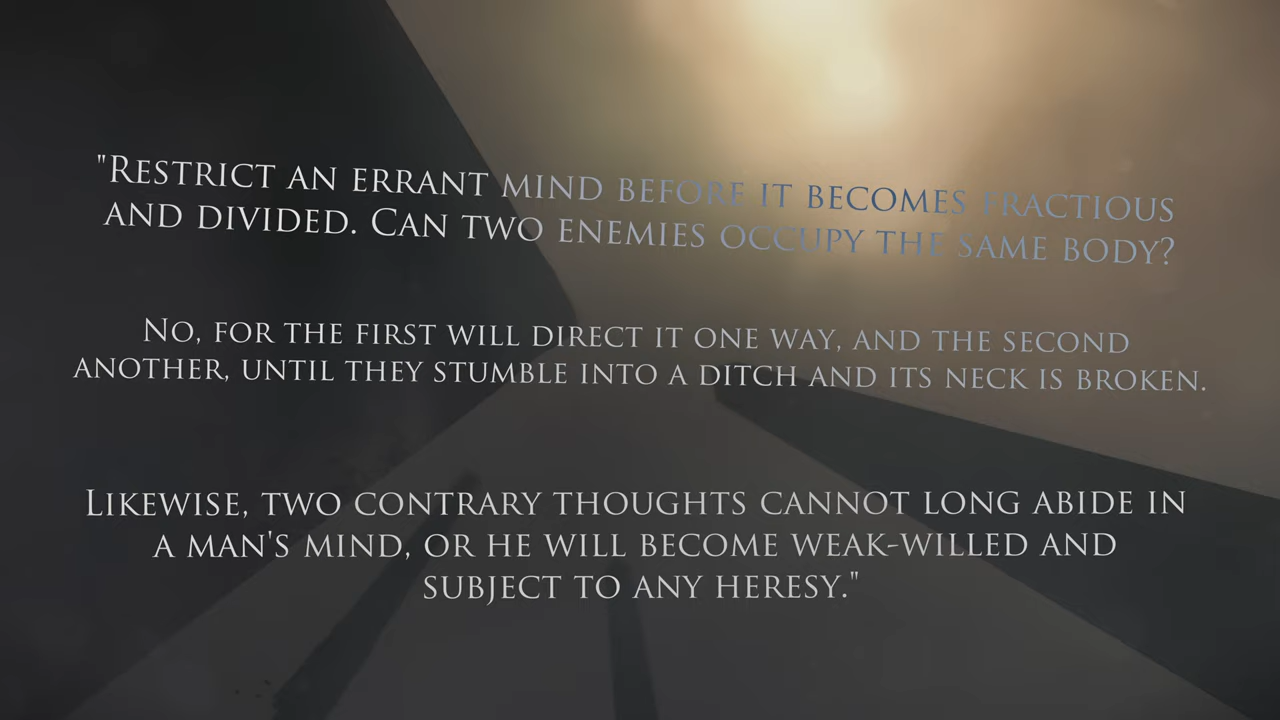 "Restrict an errant mind before it becomes fractious
and divided. Can two enemies occupy the same body?
No, for the first will direct it one way, and the second
another, until they stumble into a ditch and its neck is broken.
Likewise, two contrary thoughts cannot long abide in
a man's mind, or he will become weak-willed and
subject to any heresy."